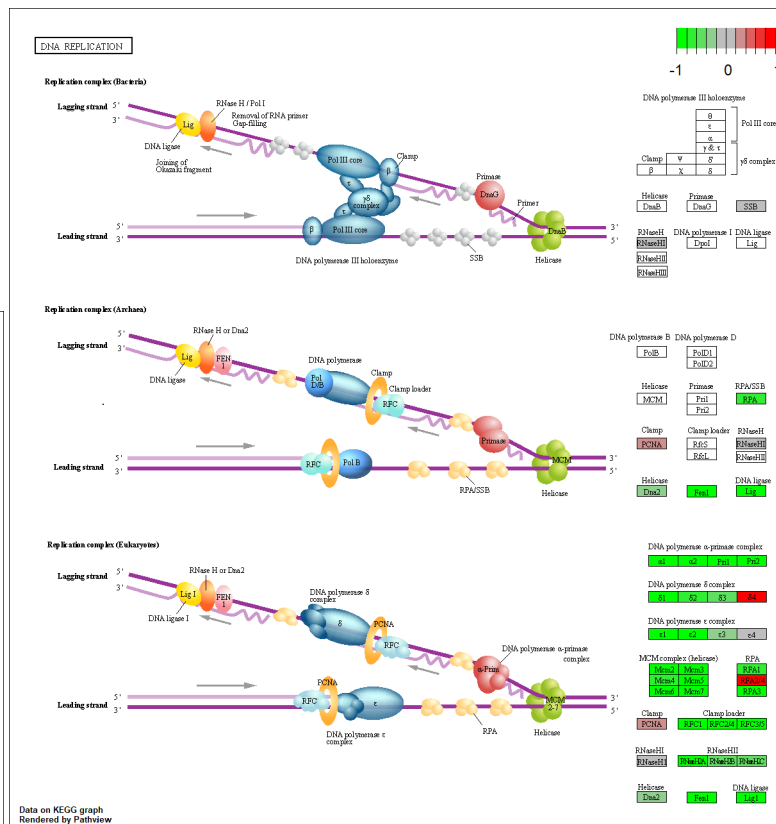 DNA REPLICATION
-1 0 1
Replication complex (Bacteria)
Lagging strand
5'
3'
RNase H / Pol I
Lig
DNA ligase
Removal of RNA primer
Gap-filling
Joining of
Okazaki fragment
Pol III core
Clamp
β
τ
γδ
complex
τ
Primase
DnaG
Primer
DnaB
3'
5'
Leading strand
5'
3'
β
Pol III core
DNA polymerase III holoenzyme
SSB
Helicase
DNA polymerase III holoenzyme
θ
ε
α
Pol III core
γ & τ
Clamp ψ δ'
β χ δ
γδ complex
Helicase Primase
DnaB DnaG SSB
RNaseH DNA polymerase I DNA ligase
RNaseHI DpoI Lig
RNaseHII
RNaseHIII
Replication complex (Archaea)
Lagging strand
5'
3'
RNase H or Dna2
Lig
FEN
1
DNA ligase
DNA polymerase
Pol
D/B
Clamp
Clamp loader
RFC
Primase
MCM
3'
5'
Leading strand
5'
3'
RFC
Pol B
RPA/SSB
Helicase
DNA polymerase B DNA polymerase D
PolB PolD1
PolD2
Helicase Primase RPA/SSB
MCM Pri1 RPA
Pri2
Clamp Clamp loader RNaseH
PCNA RfcS RNaseHI
RfcL RNaseHII
Helicase DNA ligase
Dna2 Fen1 Lig
Replication complex (Eukaryotes)
Lagging strand
5'
3'
RNase H or Dna2
Lig I
FEN
1
DNA ligase I
DNA polymerase δ
complex
δ
PCNA
RFC
DNA polymerase α-primase
complex
α-Prim
MCM
2-7
3'
5'
Leading strand
5'
3'
PCNA
RFC
ε
DNA polymerase ε
complex
RPA
Helicase
DNA polymerase α-primase complex
α1 α2 Pri1 Pri2
DNA polymerase δ complex
δ1 δ2 δ3 δ4
DNA polymerase ε complex
ε1 ε2 ε3 ε4
MCM complex (helicase) RPA
Mcm2 Mcm3 RPA1
Mcm4 Mcm5 RPA2/4
Mcm6 Mcm7 RPA3
Clamp Clamp loader
PCNA RFC1 RFC2/4 RFC3/5
RNaseHI RNaseHII
RNaseH1 RNaseH2A RNaseH2B RNaseH2C
Helicase DNA ligase
Dna2 Fen1 Lig1
Data on KEGG graph
Rendered by Pathview